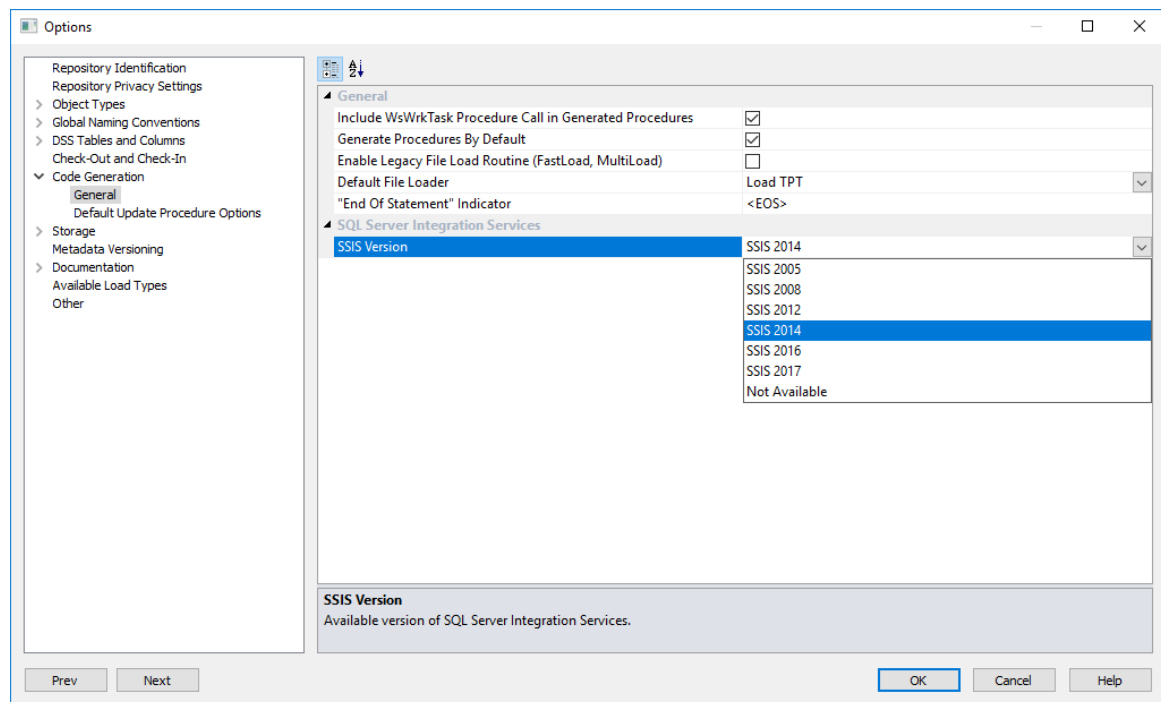 Options
Repository Identification
Repository Privacy Settings
Object Types
Global Naming Conventions
DSS Tables and Columns
Check-Out and Check-In
Code Generation
General
Default Update Procedure Options
Storage
Metadata Versioning
Documentation
Available Load Types
Other
General
Include WsWrkTask Procedure Call in Generated Procedures
Generate Procedures By Default
Enable Legacy File Load Routine (FastLoad, MultiLoad)
Default File Loader Load TPT
"End Of Statement" Indicator <EOS>
SQL Server Integration Services
SSIS Version SSIS 2014
SSIS 2005
SSIS 2008
SSIS 2012
SSIS 2014
SSIS 2016
SSIS 2017
Not Available
SSIS Version
Available version of SQL Server Integration Services.
Prev Next OK Cancel Help